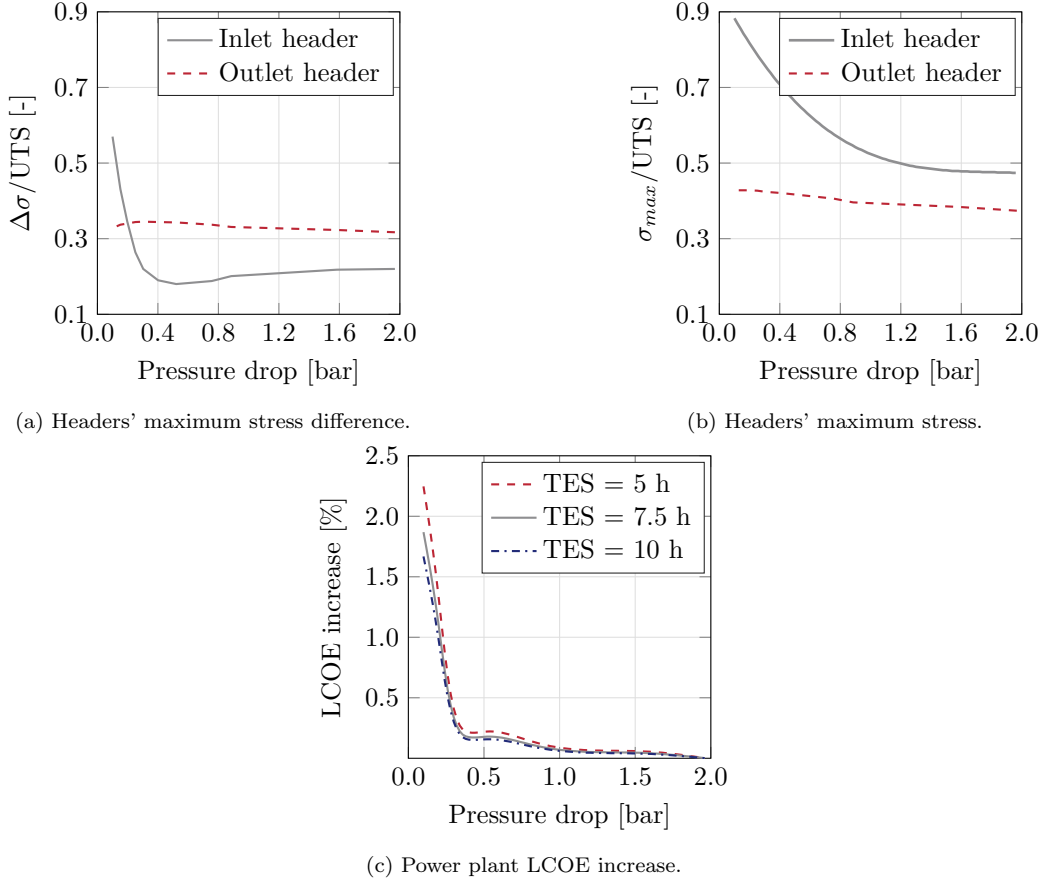 0.9
0.7
0.5
0.3
0.1
Δσ/UTS [-]
Inlet header
Outlet header
0.0 0.4 0.8 1.2 1.6 2.0
Pressure drop [bar]
(a) Headers' maximum stress difference.
0.9
0.7
0.5
0.3
0.1
σmax/UTS [-]
Inlet header
Outlet header
0.0 0.4 0.8 1.2 1.6 2.0
Pressure drop [bar]
(b) Headers' maximum stress.
2.5
2.0
1.5
1.0
0.5
LCOE increase [%]
TES = 5 h
TES = 7.5 h
TES = 10 h
0.0 0.5 1.0 1.5 2.0
Pressure drop [bar]
(c) Power plant LCOE increase.